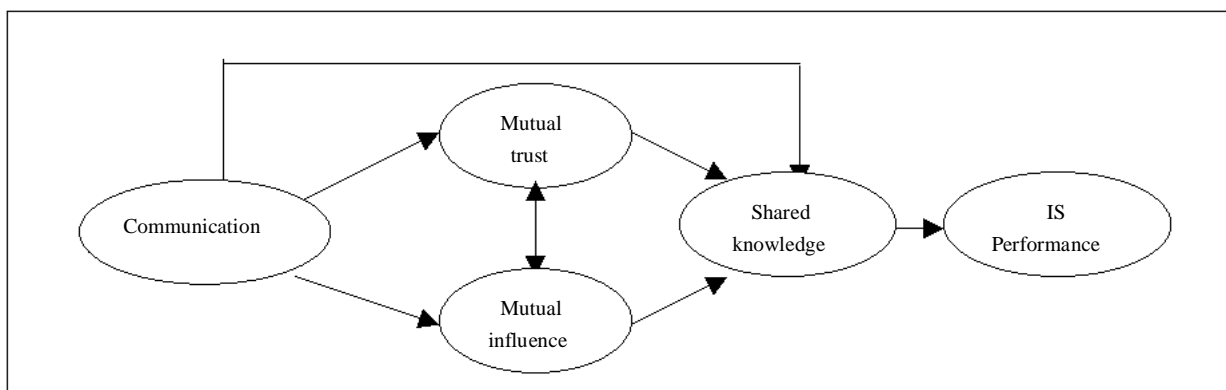 Mutual
trust
Communication
Shared
knowledge
IS
Performance
Mutual
influence